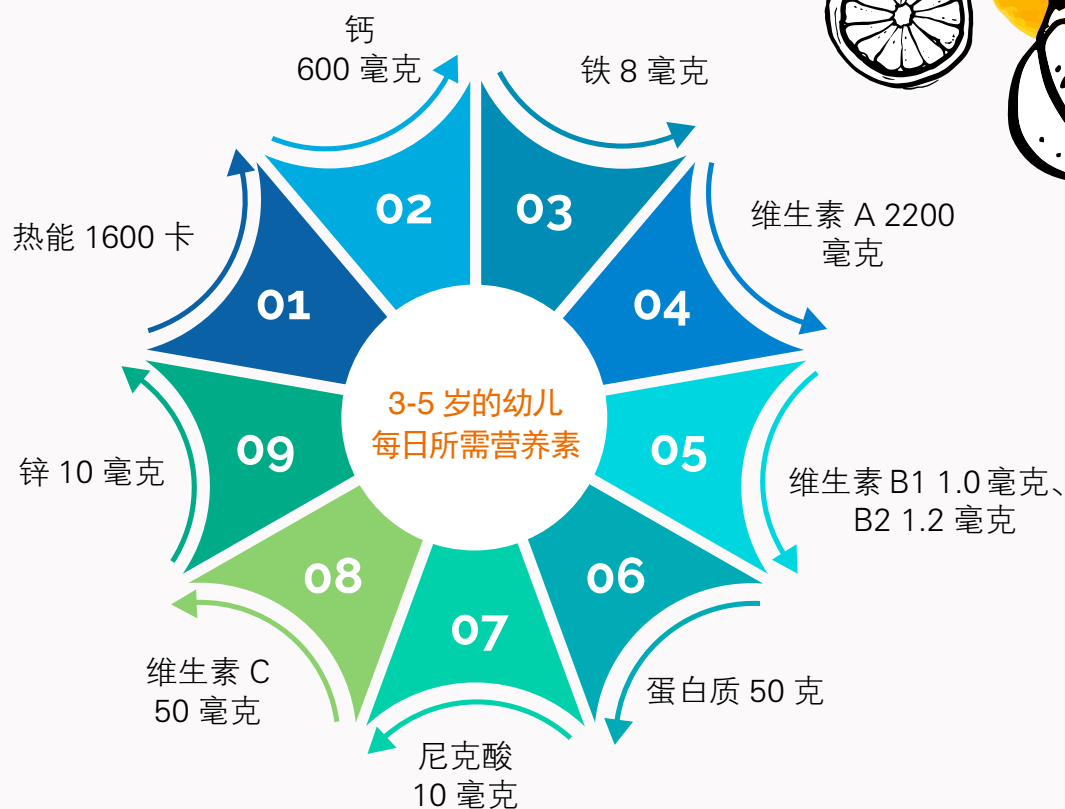 3-5 岁的幼儿
每日所需营养素
01
热能 1600 卡
02
钙
600 毫克
03
铁 8 毫克
04
维生素 A 2200
毫克
05
维生素 B1 1.0 毫克、
B2 1.2 毫克
06
蛋白质 50 克
07
尼克酸
10 毫克
08
维生素 C
50 毫克
09
锌 10 毫克